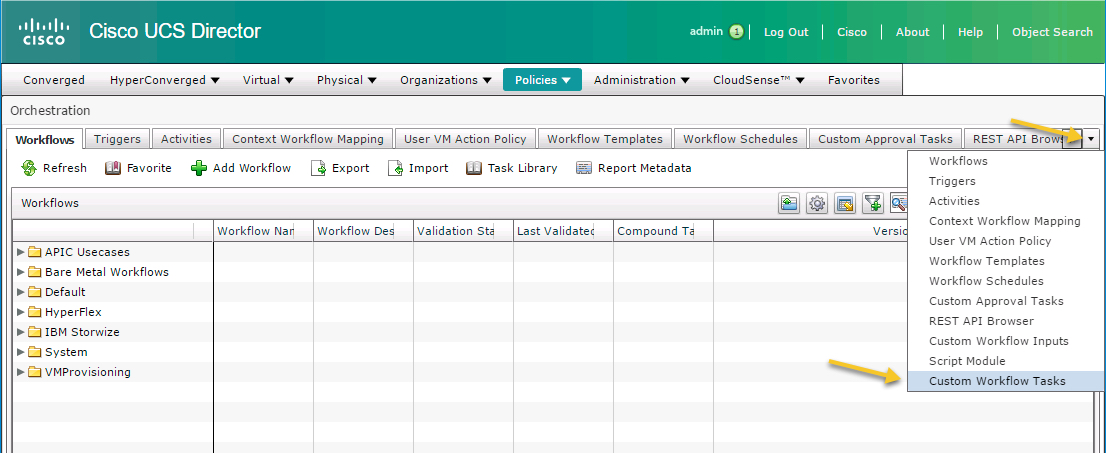 CISCO
Cisco UCS Director
admin 1 Log Out Cisco About Help Object Search
Converged HyperConverged Virtual Physical Organizations Policies Administration CloudSense™ Favorites
Orchestration
Workflows Triggers Activities Context Workflow Mapping User VM Action Policy Workflow Templates Workflow Schedules Custom Approval Tasks REST API Brows
Refresh Favorite Add Workflow Export Import Task Library Report Metadata
Workflows
Workflow Nar Workflow Des Validation Sta Last Validated Compound Ta Versio
APIC Usecases
Bare Metal Workflows
Default
HyperFlex
IBM Storwize
System
VMProvisioning
Workflows
Triggers
Activities
Context Workflow Mapping
User VM Action Policy
Workflow Templates
Workflow Schedules
Custom Approval Tasks
REST API Browser
Custom Workflow Inputs
Script Module
Custom Workflow Tasks